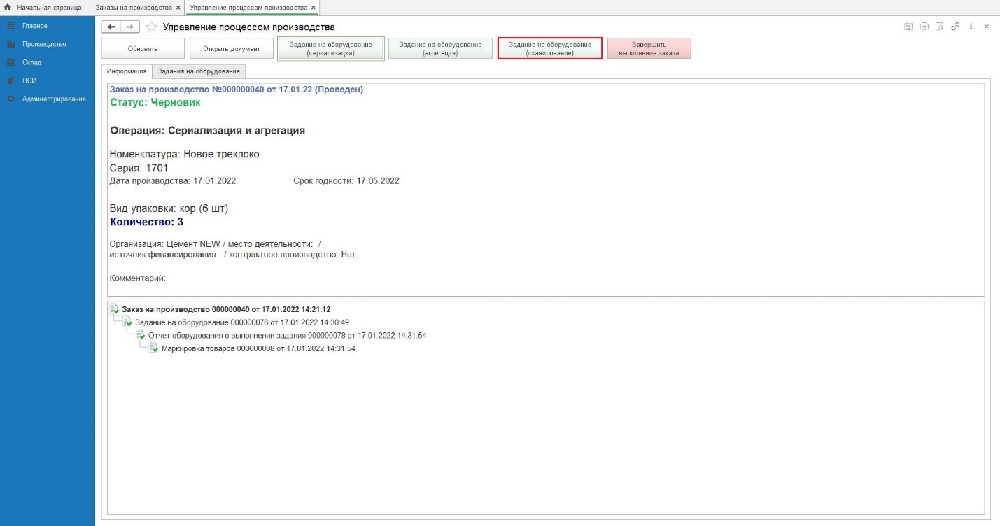 Начальная страница
Заказы на производство ×
Управление процессом производства ×
Главное
Производство
Склад
НСИ
Администрирование
Управление процессом производства
Обновить
Открыть документ
Задание на оборудование
(сериализация)
Задание на оборудование
(агрегация)
Задание на оборудование
(сканирование)
Завершить
выполнение заказа
Информация
Задания на оборудование
Заказ на производство №000000040 от 17.01.22 (Проведен)
Статус: Черновик
Операция: Сериализация и агрегация
Номенклатура: Новое треклоко
Серия: 1701
Дата производства: 17.01.2022 Срок годности: 17.05.2022
Вид упаковки: кор (6 шт)
Количество: 3
Организация: Цемент NEW / место деятельности: /
источник финансирования: / контрактное производство: Нет
Комментарий:
Заказ на производство 000000040 от 17.01.2022 14:21:12
Задание на оборудование 000000076 от 17.01.2022 14:30:49
Отчет оборудования о выполнении задания 000000078 от 17.01.2022 14:31:54
Маркировка товаров 000000008 от 17.01.2022 14:31:54